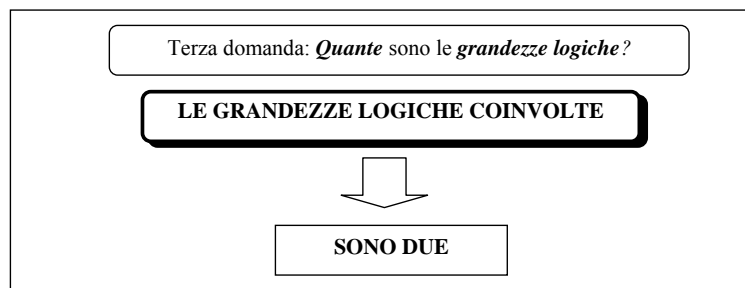 Terza domanda: Quante sono le grandezze logiche?
LE GRANDEZZE LOGICHE COINVOLTE
SONO DUE